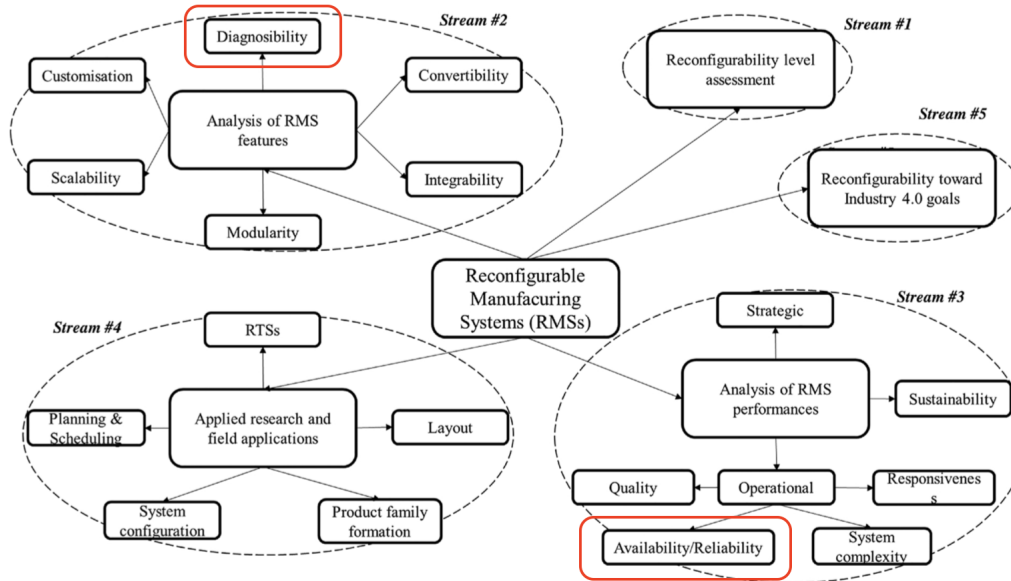 Stream #2
Diagnosibility
Customisation
Convertibility
Analysis of RMS
features
Scalability
Integrability
Modularity
Stream #1
Reconfigurability level
assessment
Stream #5
Reconfigurability toward
Industry 4.0 goals
Reconfigurable
Manufacuring
Systems (RMSs)
Stream #4
RTSs
Planning &
Scheduling
Applied research and
field applications
Layout
System
configuration
Product family
formation
Stream #3
Strategic
Analysis of RMS
performances
Sustainability
Quality
Operational
Responsivenes
s
Availability/Reliability
System
complexity